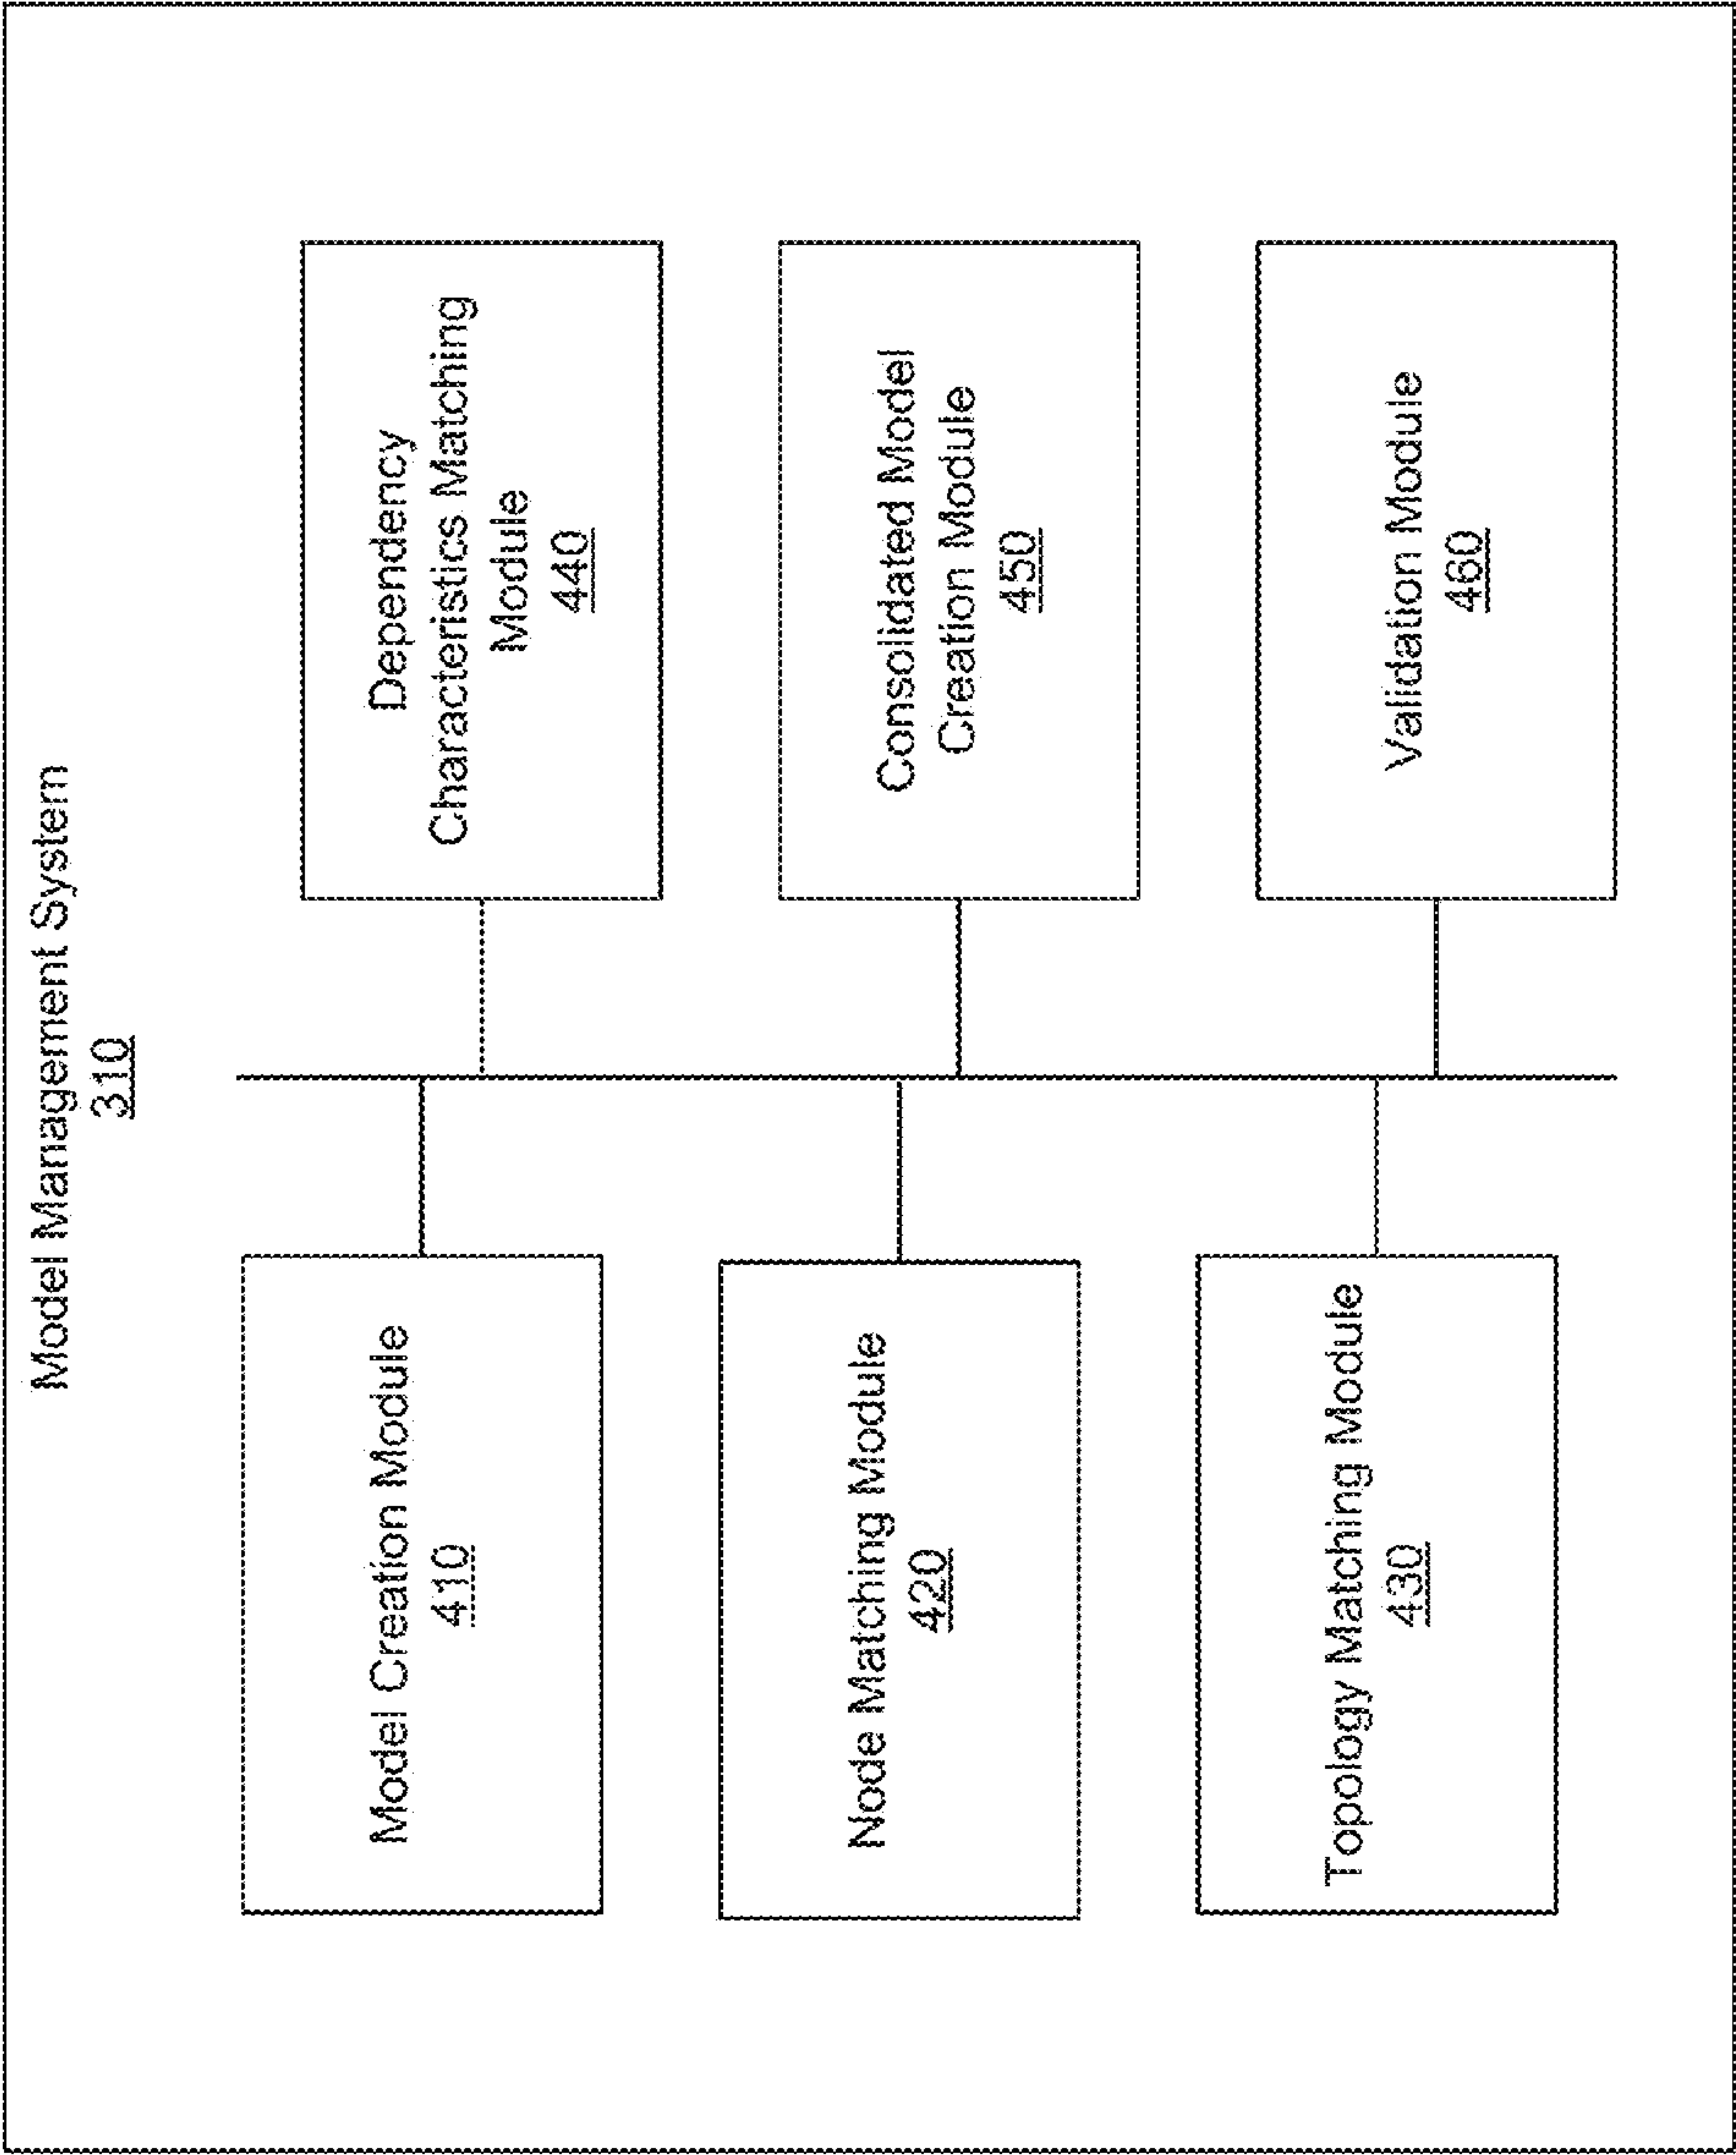 Model Management System
310
Model Creation Module
410
Node Matching Module
420
Topology Matching Module
430
Dependency
Characteristics Matching
Module
440
Consolidated Model
Creation Module
450
Validation Module
460